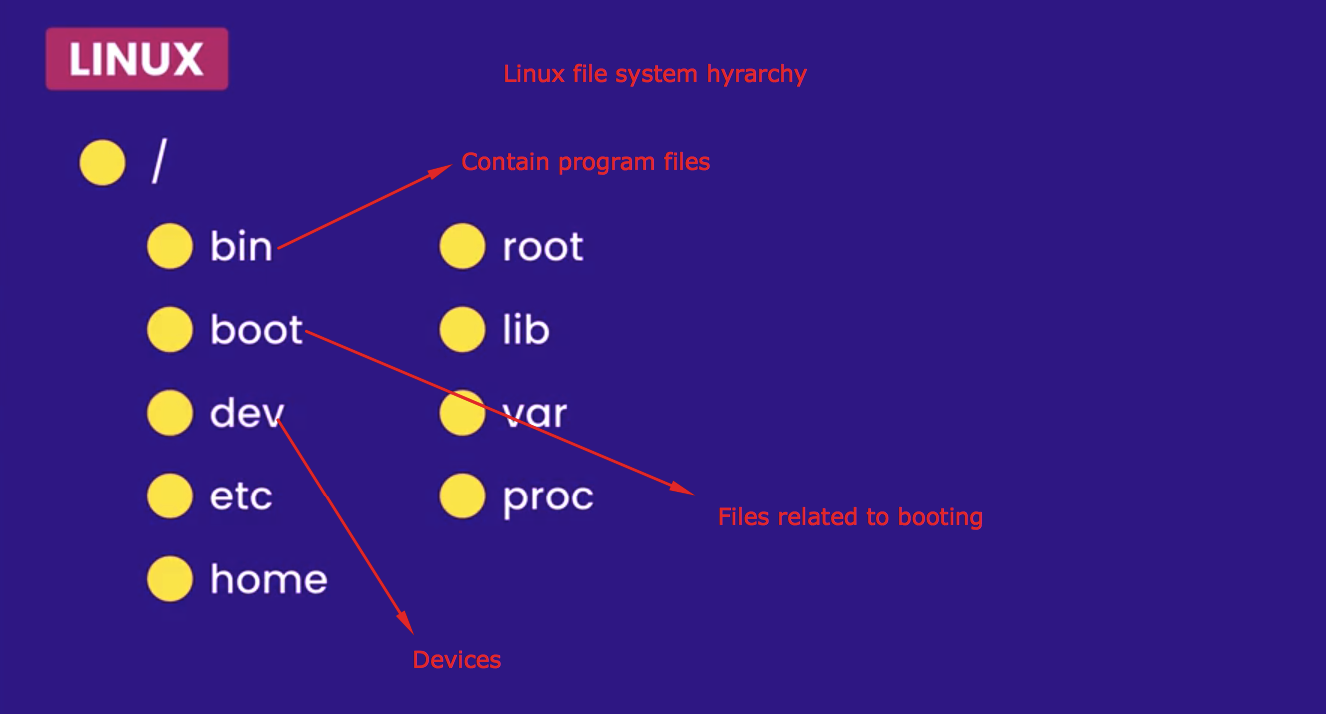 LINUX
Linux file system hyrarchy
/
Contain program files
bin
root
boot
lib
dev
var
etc
proc
Files related to booting
home
Devices